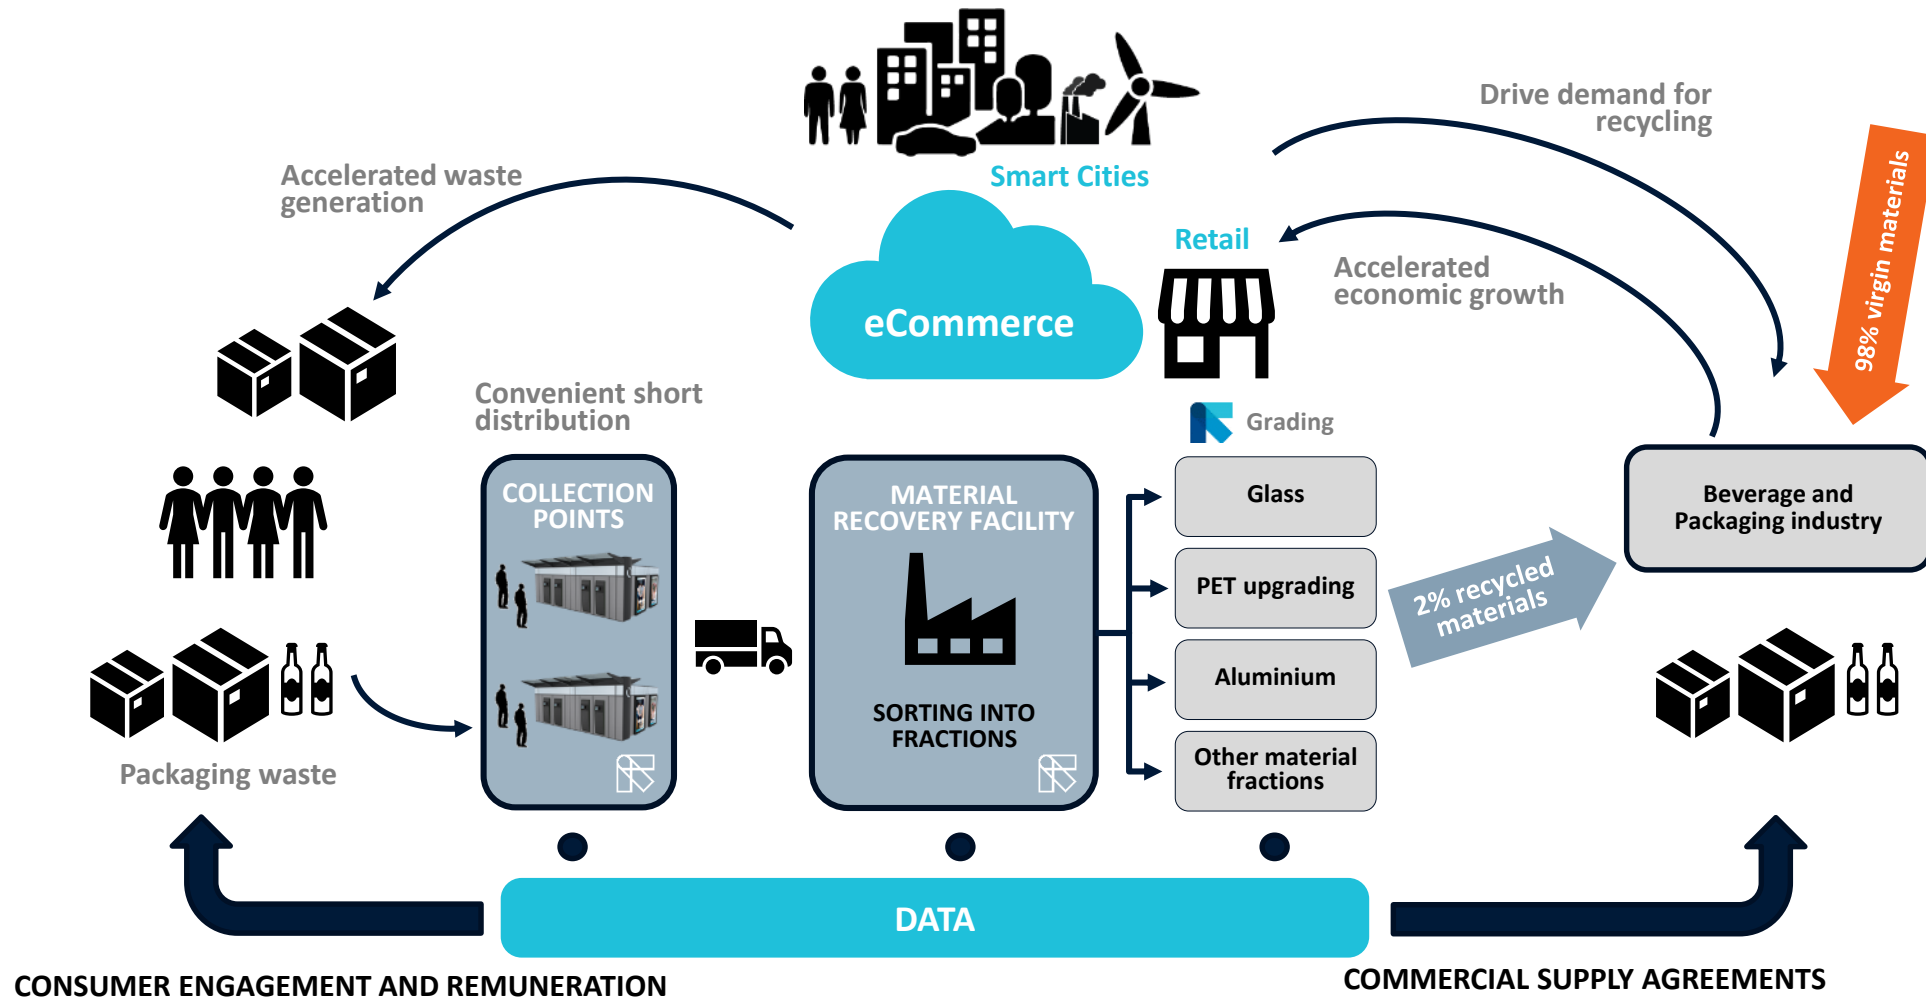 Drive demand for
recycling
Smart Cities
Accelerated waste
generation
98% virgin materials
Retail
Accelerated
economic growth
eCommerce
Convenient short
distribution
Grading
COLLECTION
POINTS
MATERIAL
RECOVERY FACILITY
SORTING INTO
FRACTIONS
Glass
PET upgrading
Aluminium
Other material
fractions
2% recycled
materials
Beverage and
Packaging industry
Packaging waste
DATA
CONSUMER ENGAGEMENT AND REMUNERATION
COMMERCIAL SUPPLY AGREEMENTS